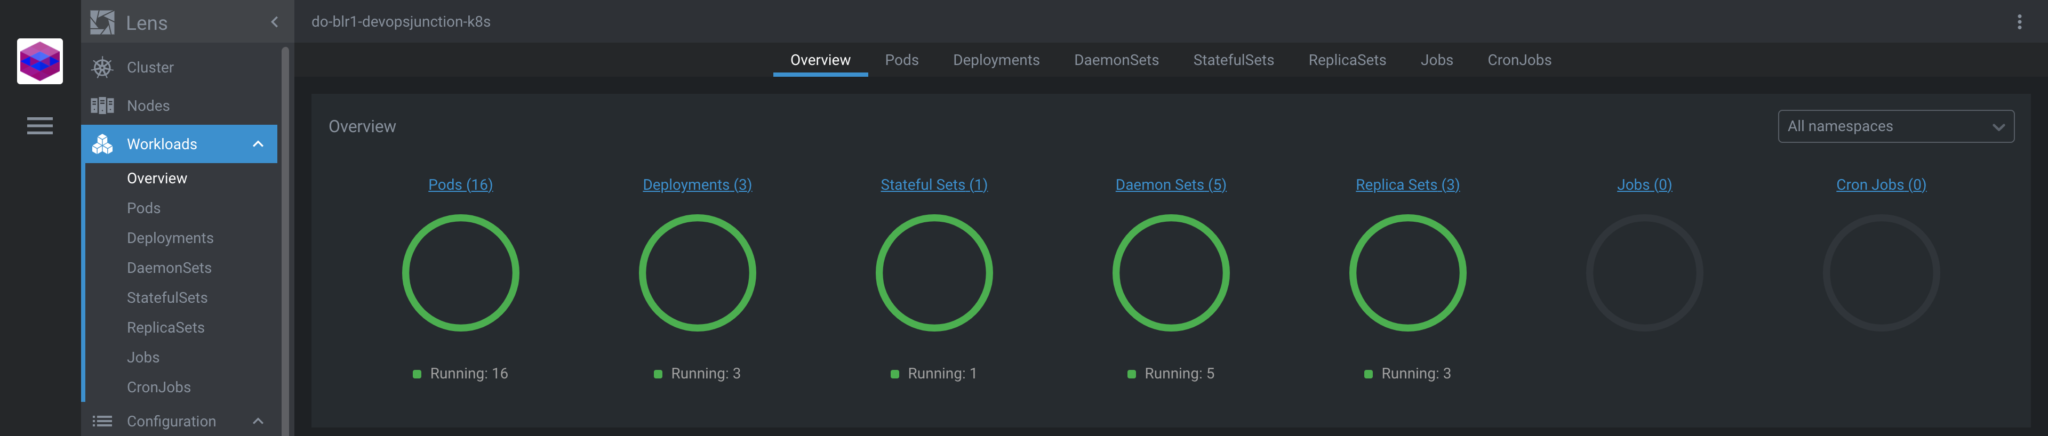 Lens
do-blr1-devopsjunction-k8s
Cluster
Nodes
Workloads
Overview
Pods
Deployments
DaemonSets
StatefulSets
ReplicaSets
Jobs
CronJobs
Configuration
Overview Pods Deployments DaemonSets StatefulSets ReplicaSets Jobs CronJobs
Overview
All namespaces
Pods (16) Deployments (3) Stateful Sets (1) Daemon Sets (5) Replica Sets (3) Jobs (0) Cron Jobs (0)
Running: 16 Running: 3 Running: 1 Running: 5 Running: 3